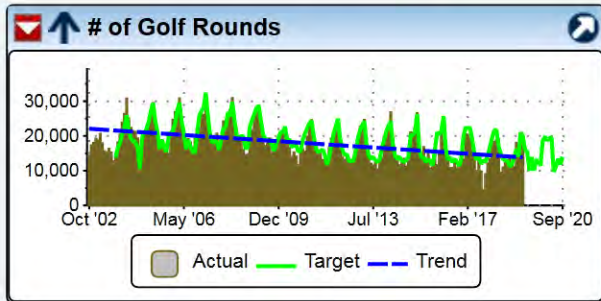 # of Golf Rounds
30,000
20,000
10,000
0
Oct '02 May '06 Dec '09 Jul '13 Feb '17 Sep '20
Actual Target Trend